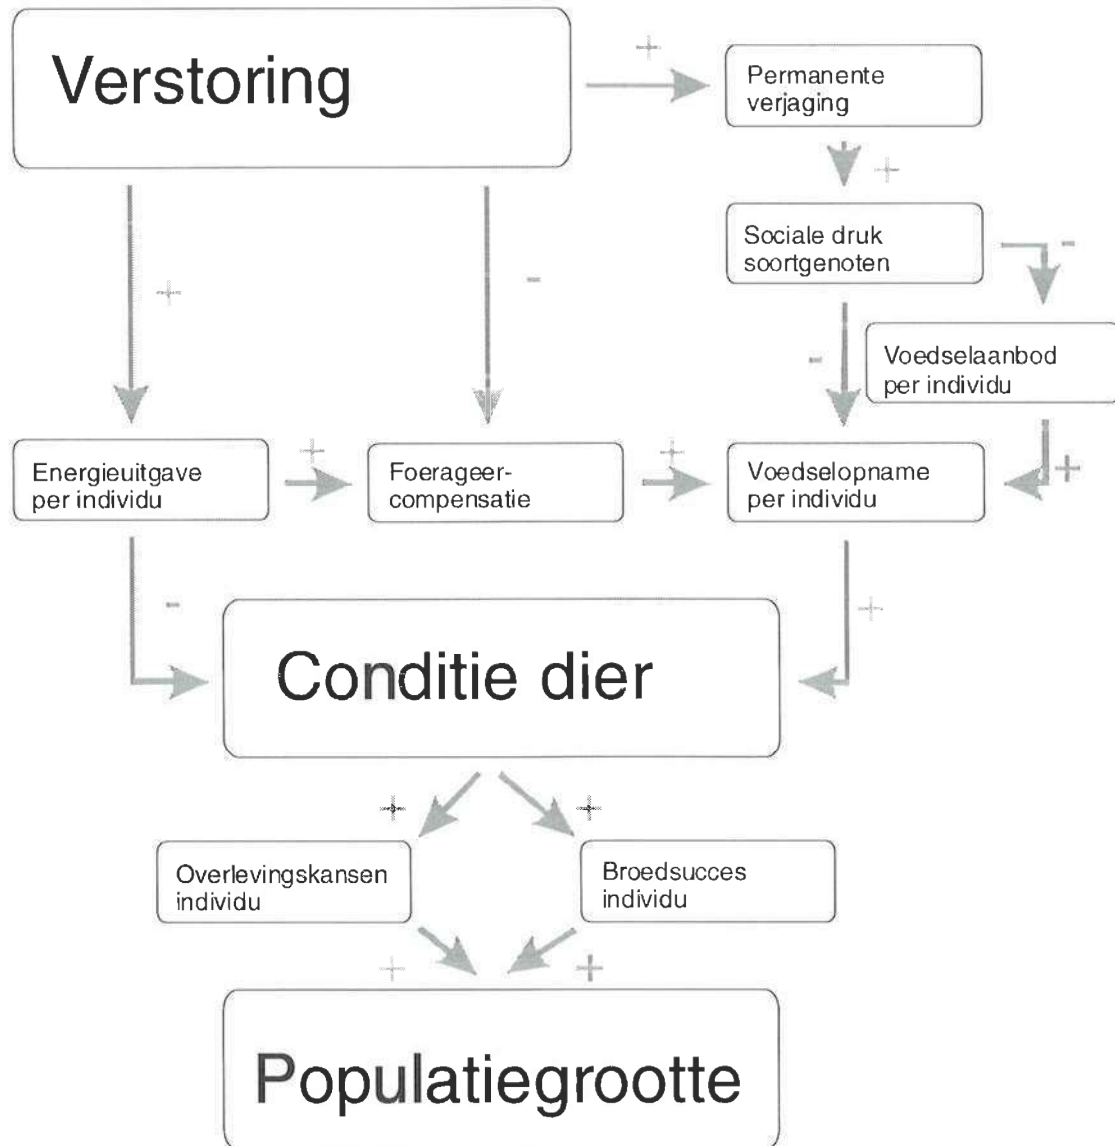 Verstoring
+
Permanente
verjaging
+
Sociale druk
soortgenoten
-
+
-
-
Voedselaanbod
per individu
Energieuitgave
per individu
+
Foerageer-
compensatie
+
Voedselopname
per individu
+
-
+
Conditie dier
+
+
Overlevingskansen
individu
Broedsucces
individu
+
+
Populatiegrootte